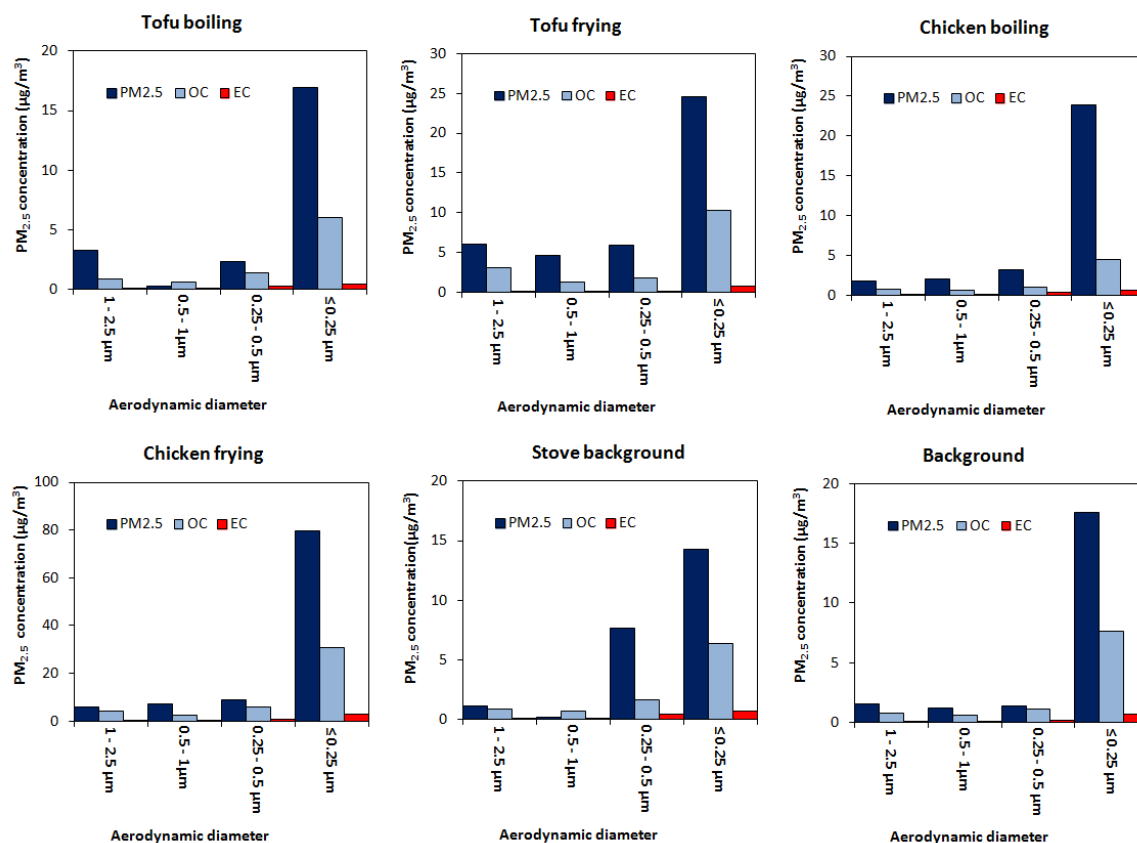 Tofu boiling
PM2.5 concentration (µg/m³)
20
15
10
5
0
PM2.5 OC EC
1 - 2.5 µm
0.5 - 1µm
0.25 - 0.5 µm
≤0.25 µm
Aerodynamic diameter
Tofu frying
PM2.5 concentration (µg/m³)
30
25
20
15
10
5
0
PM2.5 OC EC
1 - 2.5 µm
0.5 - 1µm
0.25 - 0.5 µm
≤0.25 µm
Aerodynamic diameter
Chicken boiling
PM2.5 concentration (µg/m³)
30
25
20
15
10
5
0
PM2.5 OC EC
1 - 2.5 µm
0.5 - 1µm
0.25 - 0.5 µm
≤0.25 µm
Aerodynamic diameter
Chicken frying
PM2.5 concentration (µg/m³)
100
80
60
40
20
0
PM2.5 OC EC
1 - 2.5 µm
0.5 - 1µm
0.25 - 0.5 µm
≤0.25 µm
Aerodynamic diameter
Stove background
PM2.5 concentration(µg/m³)
20
15
10
5
0
PM2.5 OC EC
1 - 2.5 µm
0.5 - 1µm
0.25 - 0.5 µm
≤0.25 µm
Aerodynamic diameter
Background
PM2.5 concentration (µg/m³)
20
15
10
5
0
PM2.5 OC EC
1 - 2.5 µm
0.5 - 1µm
0.25 - 0.5 µm
≤0.25 µm
Aerodynamic diameter